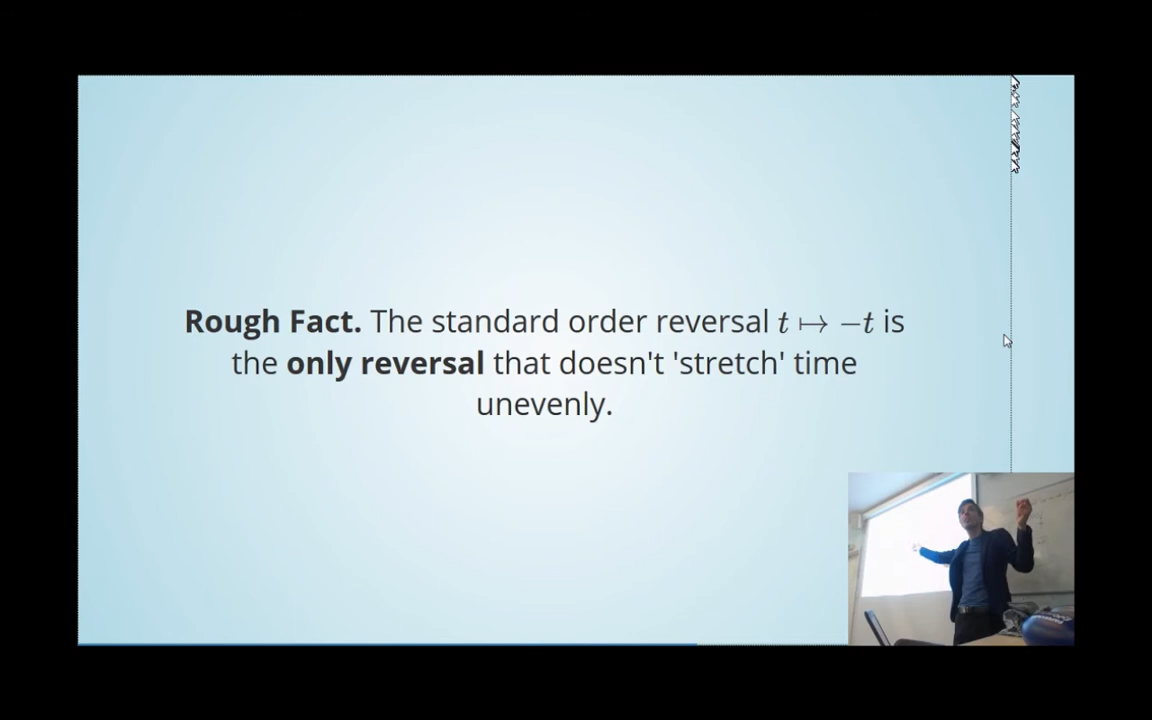 Rough Fact. The standard order reversal t ↦ −t is
the only reversal that doesn't 'stretch' time
unevenly.